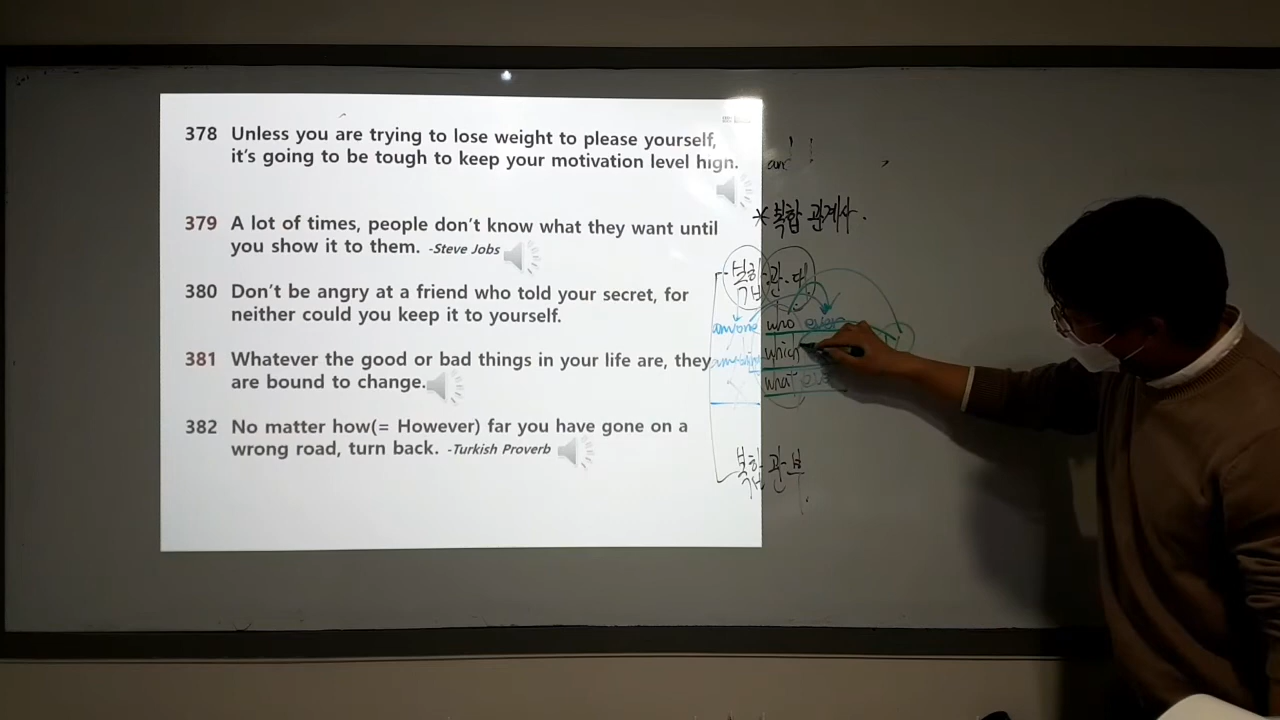 378 Unless you are trying to lose weight to please yourself,
it's going to be tough to keep your motivation level high.
379 A lot of times, people don't know what they want until
you show it to them. -Steve Jobs
380 Don't be angry at a friend who told your secret, for
neither could you keep it to yourself.
381 Whatever the good or bad things in your life are, they
are bound to change.
382 No matter how(= However) far you have gone on a
wrong road, turn back. -Turkish Proverb
and
* 복합 관계사.
복합 관·대
anyone who ever
which
what
복합 관·부